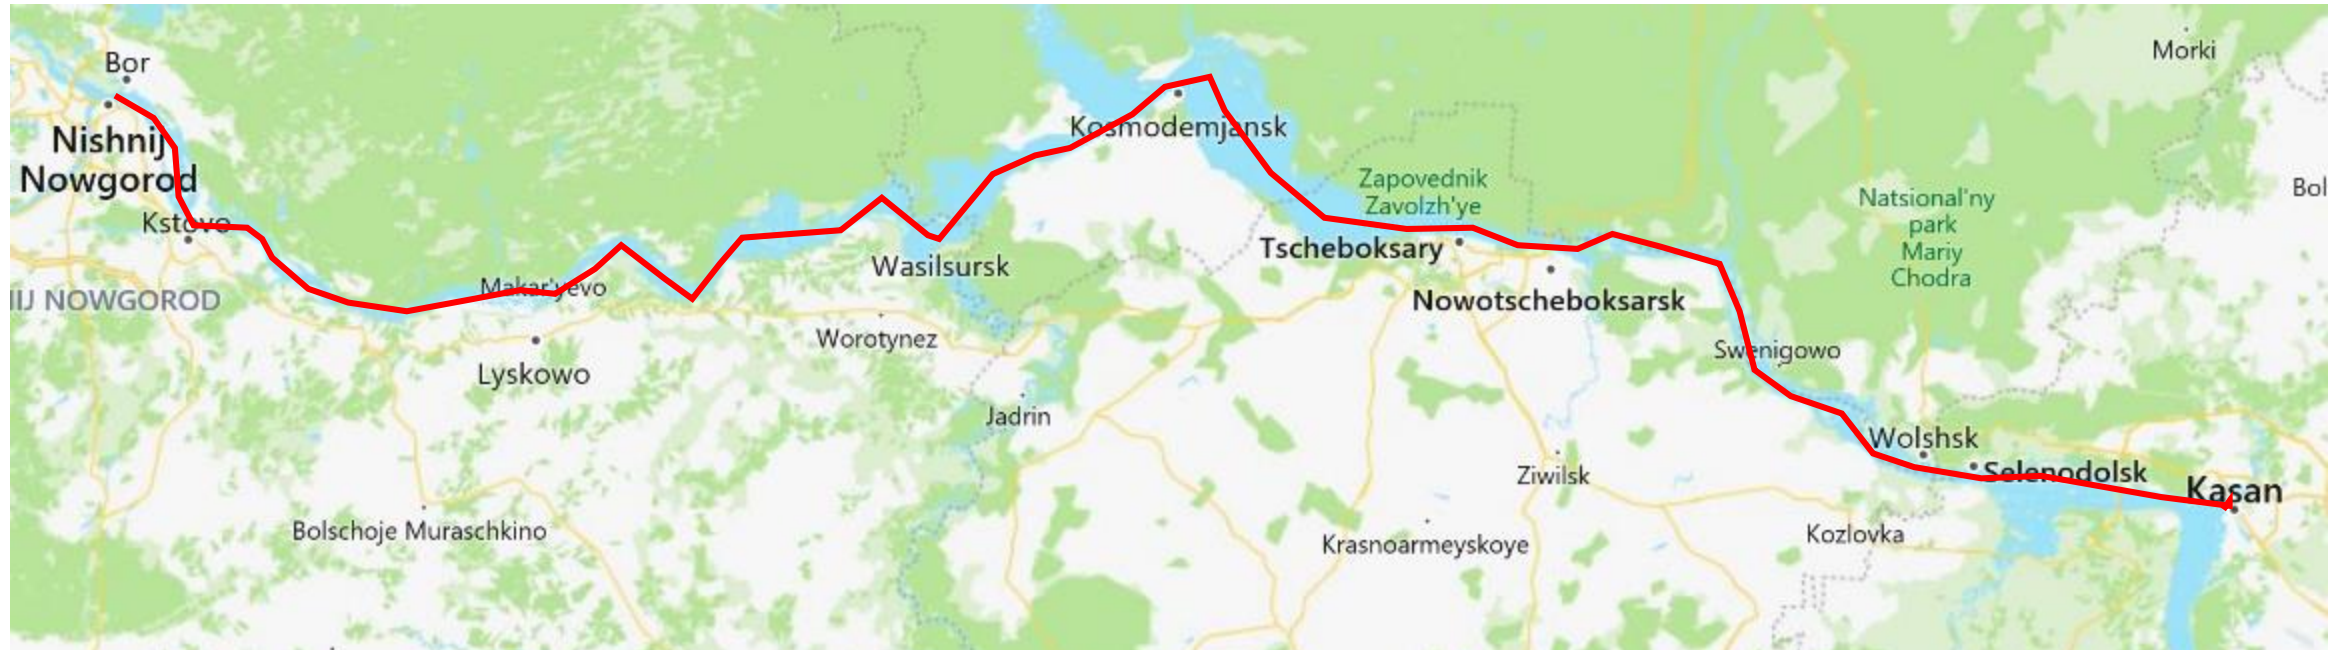 Bor
Morki
Nishnij
Nowgorod
Kosmodemjansk
Zapovednik
Zavolzh'ye
Bol
Natsional'ny
park
Mariy
Chodra
Kstovo
Tscheboksary
Wasilsursk
Makar'yevo
IJ NOWGOROD
Nowotscheboksarsk
Worotynez
Swenigowo
Lyskowo
Jadrin
Wolshsk
Selenodolsk
Ziwilsk
Kasan
Bolschoje Muraschkino
Krasnoarmeyskoye
Kozlovka